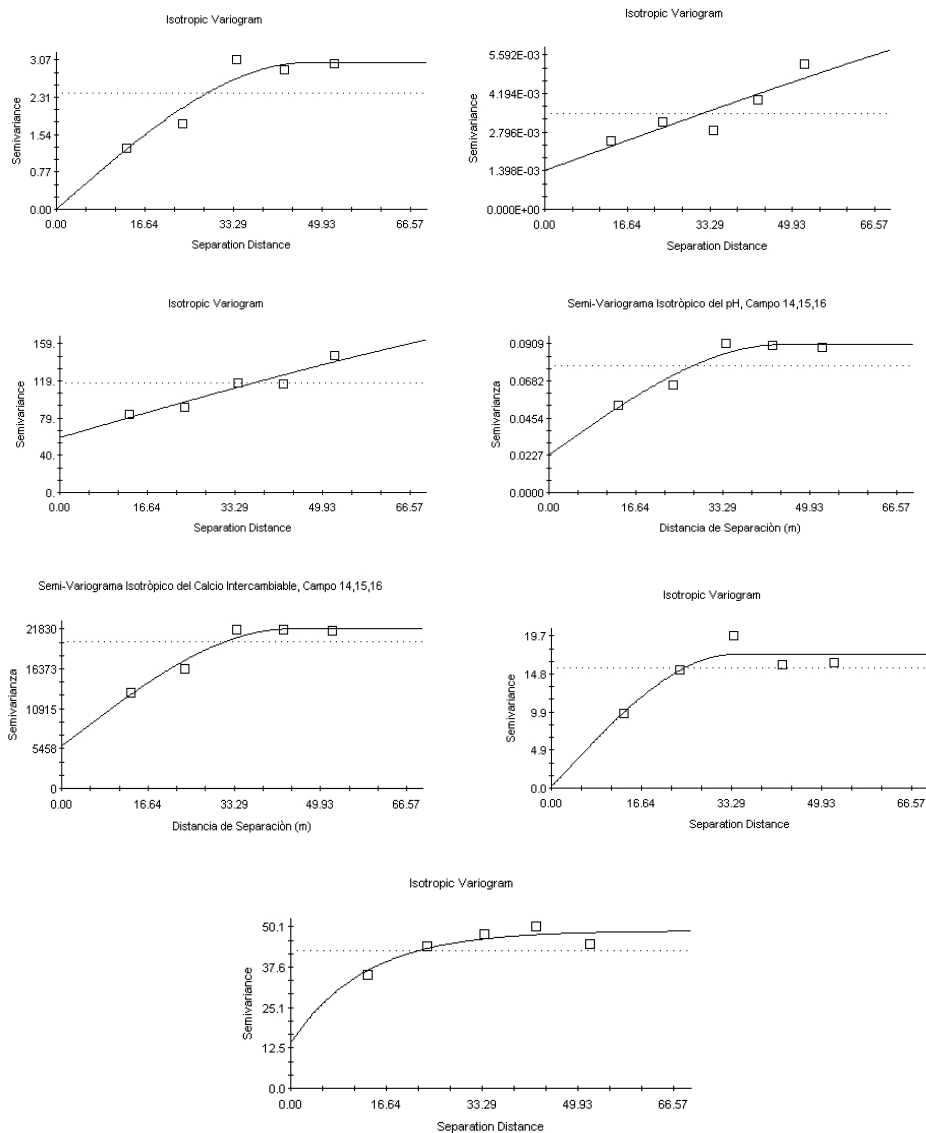 Isotropic Variogram
Semivariance
3.07
2.31
1.54
0.77
0.00
0.00 16.64 33.29 49.93 66.57
Separation Distance
Isotropic Variogram
Semivariance
5.592E-03
4.194E-03
2.796E-03
1.398E-03
0.000E+00
0.00 16.64 33.29 49.93 66.57
Separation Distance
Isotropic Variogram
Semivariance
159.
119.
79.
40.
0.
0.00 16.64 33.29 49.93 66.57
Separation Distance
Semi-Variograma Isotròpico del pH, Campo 14,15,16
Semivarianza
0.0909
0.0682
0.0454
0.0227
0.0000
0.00 16.64 33.29 49.93 66.57
Distancia de Separaciòn (m)
Semi-Variograma Isotròpico del Calcio Intercambiable, Campo 14,15,16
Semivarianza
21830
16373
10915
5458
0
0.00 16.64 33.29 49.93 66.57
Distancia de Separaciòn (m)
Isotropic Variogram
Semivariance
19.7
14.8
9.9
4.9
0.0
0.00 16.64 33.29 49.93 66.57
Separation Distance
Isotropic Variogram
Semivariance
50.1
37.6
25.1
12.5
0.0
0.00 16.64 33.29 49.93 66.57
Separation Distance